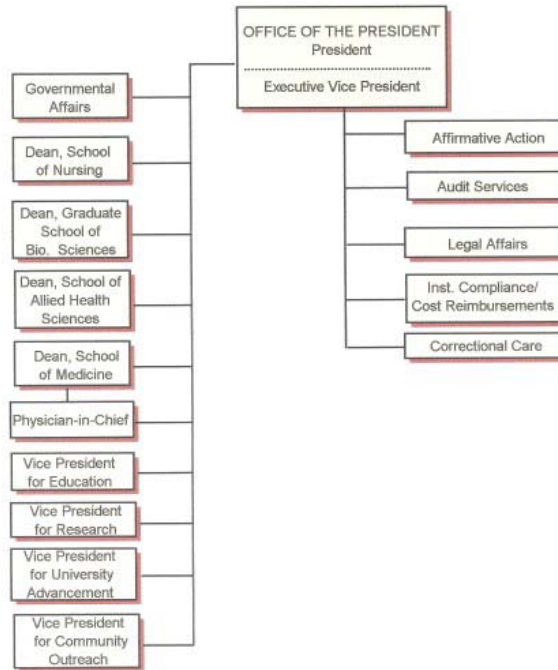 OFFICE OF THE PRESIDENT
President
Executive Vice President
Governmental
Affairs
Dean, School
of Nursing
Dean, Graduate
School of
Bio. Sciences
Dean, School of
Allied Health
Sciences
Dean, School
of Medicine
Physician-in-Chief
Vice President
for Education
Vice President
for Research
Vice President
for University
Advancement
Vice President
for Community
Outreach
Affirmative Action
Audit Services
Legal Affairs
Inst. Compliance/
Cost Reimbursements
Correctional Care